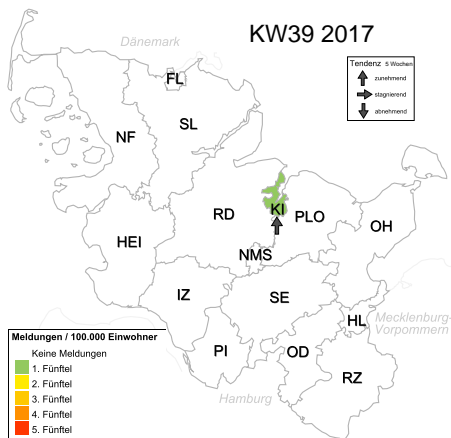 Dänemark
KW39 2017
Tendenz 5 Wochen
zunehmend
stagnierend
abnehmend
FL
SL
NF
KI
RD
PLO
OH
HEI
NMS
IZ
SE
HL
Mecklenburg-
Vorpommern
PI
OD
RZ
Hamburg
Meldungen / 100.000 Einwohner
Keine Meldungen
1. Fünftel
2. Fünftel
3. Fünftel
4. Fünftel
5. Fünftel